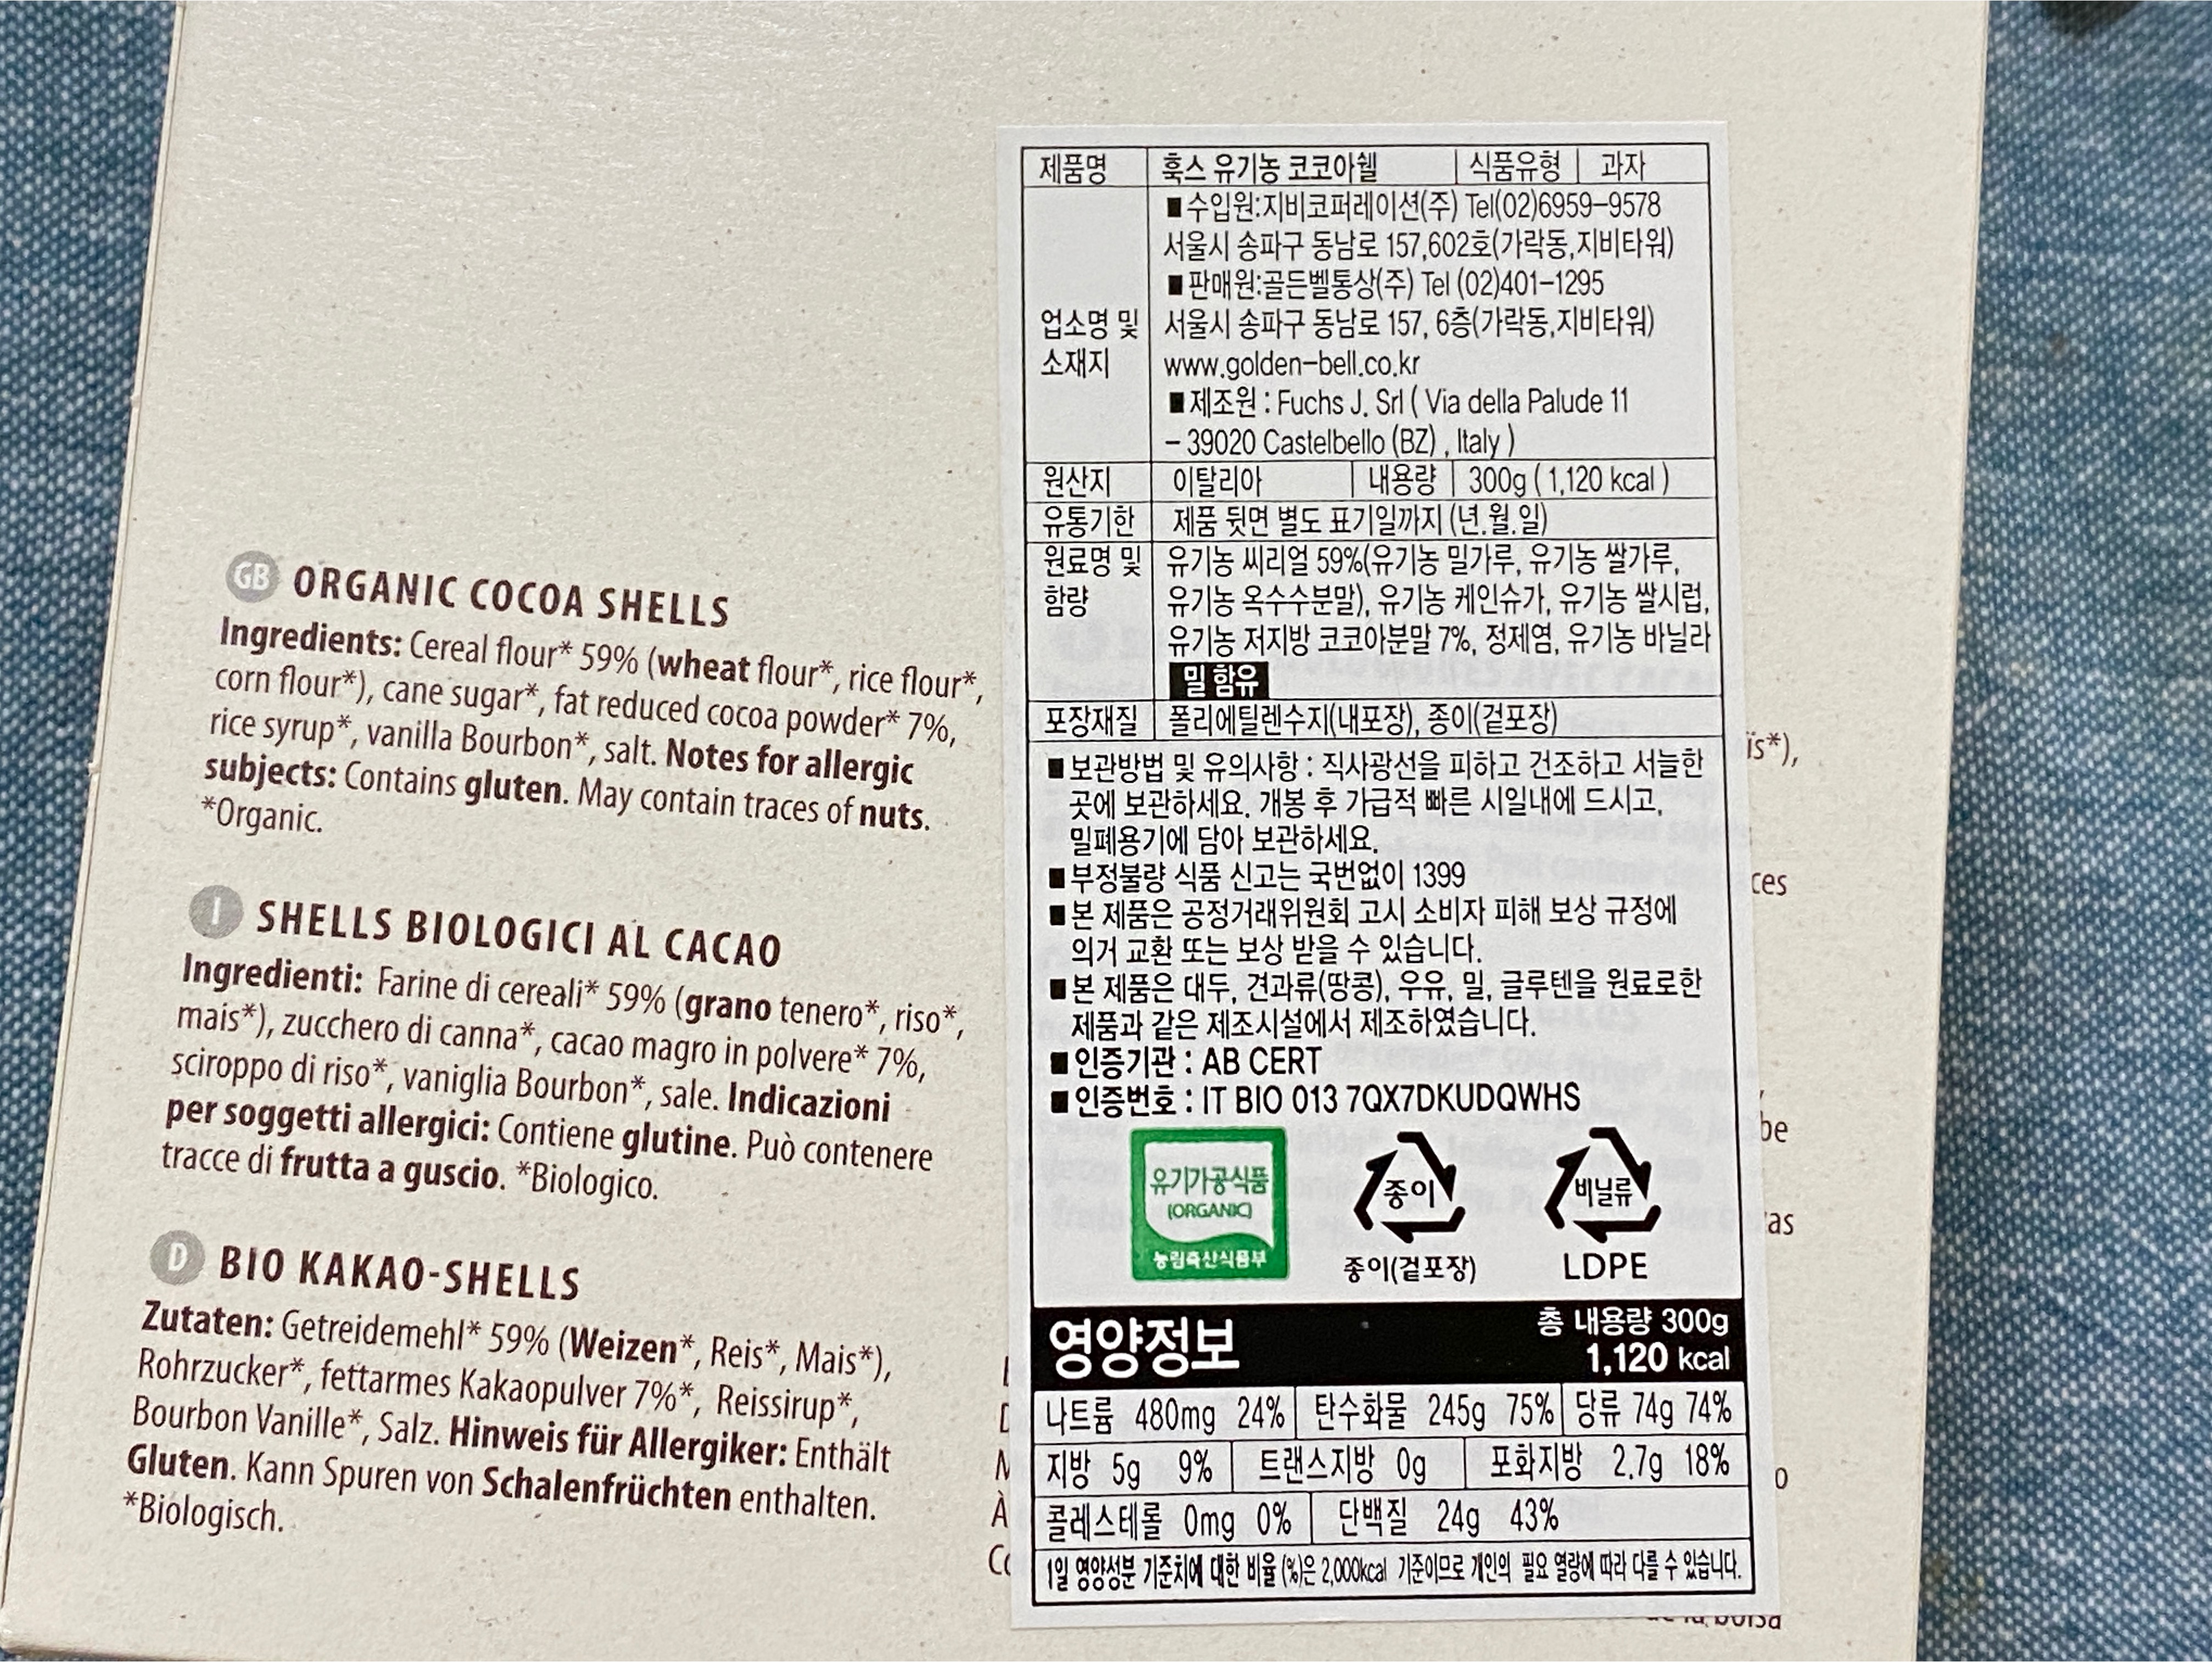 GB ORGANIC COCOA SHELLS
Ingredients: Cereal flour* 59% (wheat flour*, rice flour*,
corn flour*), cane sugar*, fat reduced cocoa powder* 7%,
rice syrup*, vanilla Bourbon*, salt. Notes for allergic
subjects: Contains gluten. May contain traces of nuts.
*Organic.
I SHELLS BIOLOGICI AL CACAO
Ingredienti: Farine di cereali* 59% (grano tenero*, riso*,
mais*), zucchero di canna*, cacao magro in polvere* 7%,
sciroppo di riso*, vaniglia Bourbon*, sale. Indicazioni
per soggetti allergici: Contiene glutine. Può contenere
tracce di frutta a guscio. *Biologico.
D BIO KAKAO-SHELLS
Zutaten: Getreidemehl* 59% (Weizen*, Reis*, Mais*),
Rohrzucker*, fettarmes Kakaopulver 7%*, Reissirup*,
Bourbon Vanille*, Salz. Hinweis für Allergiker: Enthält
Gluten. Kann Spuren von Schalenfrüchten enthalten.
*Biologisch.
제품명 훅스 유기농 코코아쉘 식품유형 과자
업소명 및 소재지
■수입원:지비코퍼레이션(주) Tel(02)6959-9578
서울시 송파구 동남로 157,602호(가락동,지비타워)
■판매원:골든벨통상(주) Tel (02)401-1295
서울시 송파구 동남로 157, 6층(가락동,지비타워)
www.golden-bell.co.kr
■제조원 : Fuchs J. Srl ( Via della Palude 11
- 39020 Castelbello (BZ) , Italy )
원산지 이탈리아 내용량 300g ( 1,120 kcal )
유통기한 제품 뒷면 별도 표기일까지 (년.월.일)
원료명 및 함량
유기농 씨리얼 59%(유기농 밀가루, 유기농 쌀가루,
유기농 옥수수분말), 유기농 케인슈가, 유기농 쌀시럽,
유기농 저지방 코코아분말 7%, 정제염, 유기농 바닐라
밀 함유
포장재질 폴리에틸렌수지(내포장), 종이(겉포장)
■보관방법 및 유의사항 : 직사광선을 피하고 건조하고 서늘한
곳에 보관하세요. 개봉 후 가급적 빠른 시일내에 드시고,
밀폐용기에 담아 보관하세요.
■부정불량 식품 신고는 국번없이 1399
■본 제품은 공정거래위원회 고시 소비자 피해 보상 규정에
의거 교환 또는 보상 받을 수 있습니다.
■본 제품은 대두, 견과류(땅콩), 우유, 밀, 글루텐을 원료로한
제품과 같은 제조시설에서 제조하였습니다.
■인증기관 : AB CERT
■인증번호 : IT BIO 013 7QX7DKUDQWHS
유기가공식품
(ORGANIC)
농림축산식품부
종이
종이(겉포장)
비닐류
LDPE
영양정보 총 내용량 300g
1,120 kcal
나트륨 480mg 24% 탄수화물 245g 75% 당류 74g 74%
지방 5g 9% 트랜스지방 0g 포화지방 2.7g 18%
콜레스테롤 0mg 0% 단백질 24g 43%
1일 영양성분 기준치에 대한 비율 (%)은 2,000kcal 기준이므로 개인의 필요 열량에 따라 다를 수 있습니다.
ïs*),
ces
be
as
de la bolsa